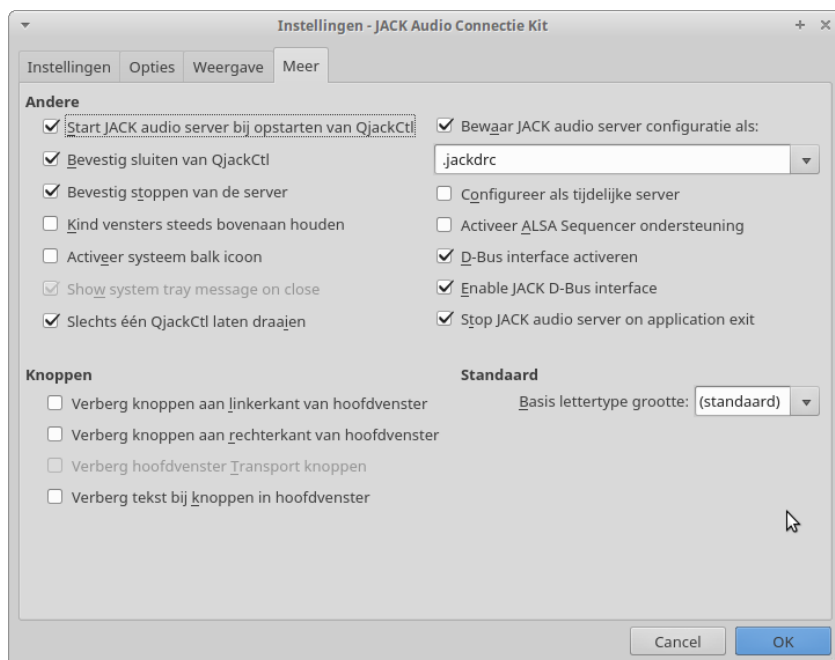 Instellingen - JACK Audio Connectie Kit
Instellingen Opties Weergave Meer
Andere
Start JACK audio server bij opstarten van QjackCtl
Bevestig sluiten van QjackCtl
Bevestig stoppen van de server
Kind vensters steeds bovenaan houden
Activeer systeem balk icoon
Show system tray message on close
Slechts één QjackCtl laten draaien
Bewaar JACK audio server configuratie als:
.jackdrc
Configureer als tijdelijke server
Activeer ALSA Sequencer ondersteuning
D-Bus interface activeren
Enable JACK D-Bus interface
Stop JACK audio server on application exit
Knoppen
Verberg knoppen aan linkerkant van hoofdvenster
Verberg knoppen aan rechterkant van hoofdvenster
Verberg hoofdvenster Transport knoppen
Verberg tekst bij knoppen in hoofdvenster
Standaard
Basis lettertype grootte: (standaard)
Cancel OK